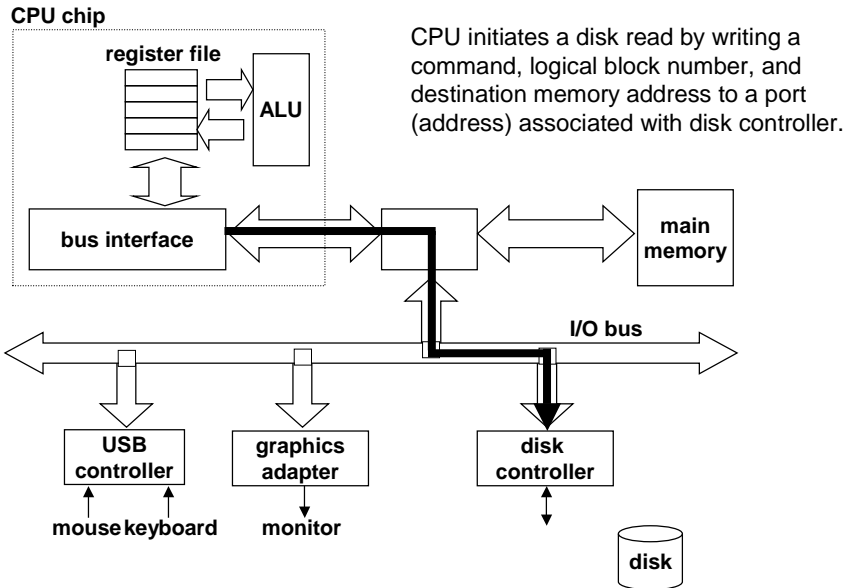 CPU chip
register file
ALU
CPU initiates a disk read by writing a
command, logical block number, and
destination memory address to a port
(address) associated with disk controller.
bus interface
main
memory
I/O bus
USB
controller
graphics
adapter
disk
controller
mouse keyboard
monitor
disk